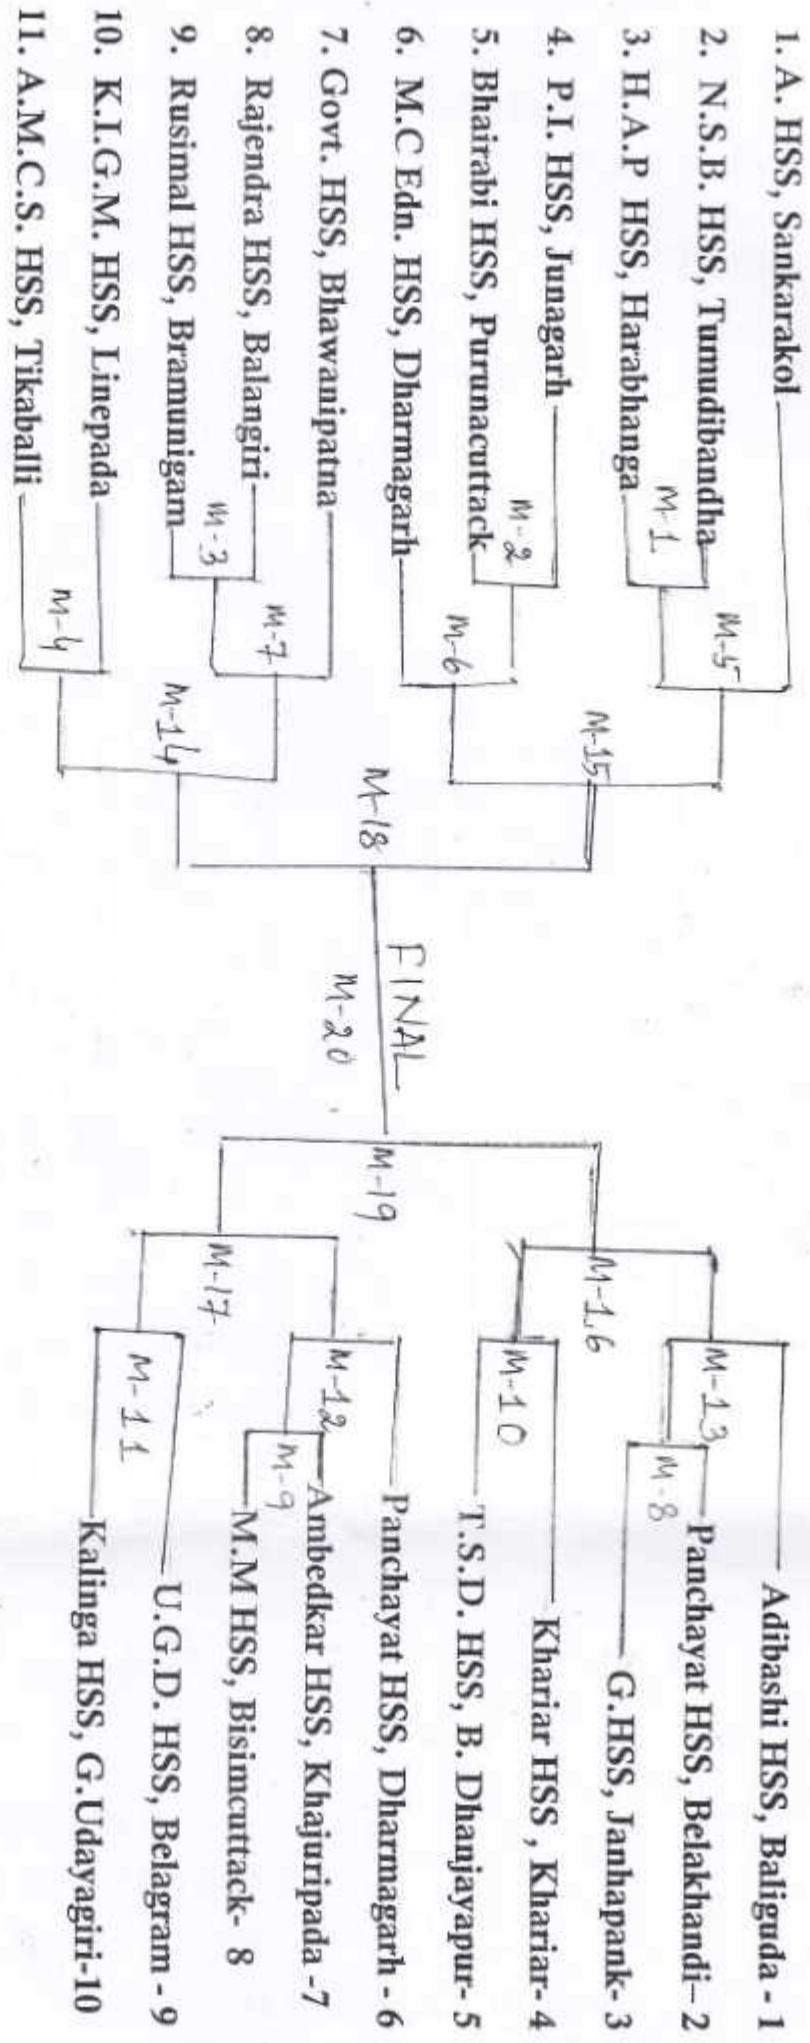 1. A. HSS, Sankarakol
2. N.S.B. HSS, Tumudibandha
3. H.A.P HSS, Harabhanga
4. P.I. HSS, Junagarh
5. Bhairabi HSS, Purunacuttack
6. M.C Edn. HSS, Dharmagarh
7. Govt. HSS, Bhawanipatna
8. Rajendra HSS, Balangiri
9. Rusimal HSS, Bramunigam
10. K.I.G.M. HSS, Linepada
11. A.M.C.S. HSS, Tikaballi
M-1
M-2
M-3
M-4
M-5
M-6
M-7
M-15
M-14
M-18
FINAL
M-20
M-19
M-16
M-17
M-13
M-10
M-12
M-11
M-8
M-9
Adibashi HSS, Baliguda - 1
Panchayat HSS, Belakhandi– 2
G.HSS, Janhapank- 3
Khariar HSS , Khariar- 4
T.S.D. HSS, B. Dhanjayapur- 5
Panchayat HSS, Dharmagarh - 6
Ambedkar HSS, Khajuripada -7
M.M HSS, Bisimcuttack- 8
U.G.D. HSS, Belagram - 9
Kalinga HSS, G.Udayagiri-10